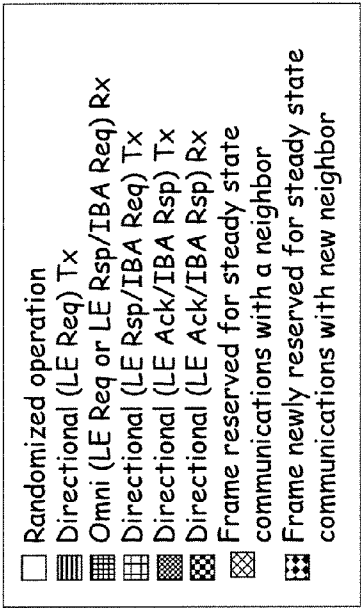 Randomized operation
Directional (LE Req) Tx
Omni (LE Req or LE Rsp/IBA Req) Rx
Directional (LE Rsp/IBA Req) Tx
Directional (LE Ack/IBA Rsp) Tx
Directional (LE Ack/IBA Rsp) Rx
Frame reserved for steady state
communications with a neighbor
Frame newly reserved for steady state
communications with new neighbor